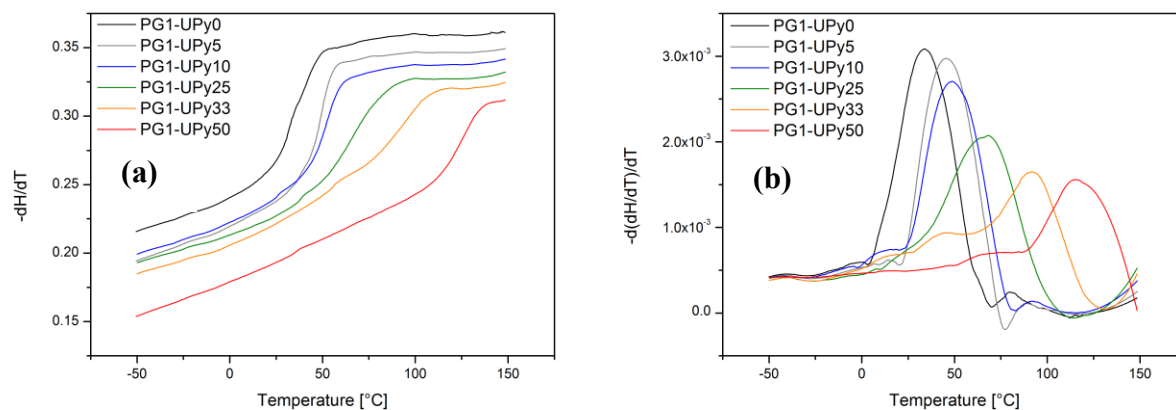 PG1-UPy0
PG1-UPy5
PG1-UPy10
PG1-UPy25
PG1-UPy33
PG1-UPy50
(a)
0.35
0.30
0.25
0.20
0.15
-dH/dT
-50 0 50 100 150
Temperature [°C]
PG1-UPy0
PG1-UPy5
PG1-UPy10
PG1-UPy25
PG1-UPy33
PG1-UPy50
(b)
3.0x10⁻³
2.0x10⁻³
1.0x10⁻³
0.0
-d(dH/dT)/dT
-50 0 50 100 150
Temperature [°C]